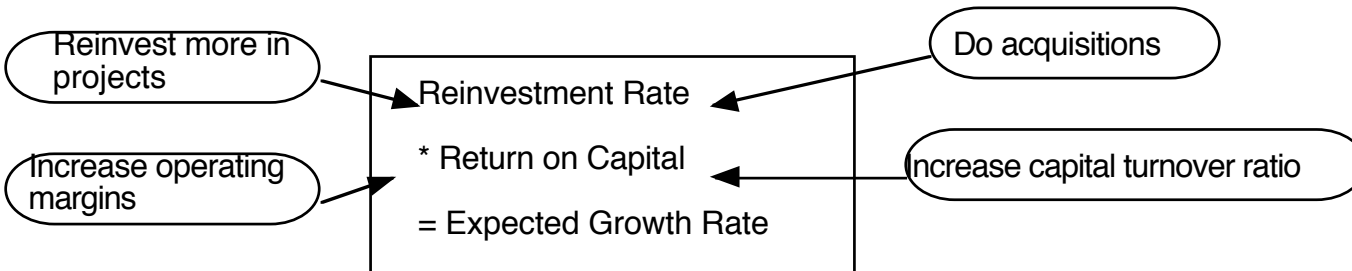 Reinvest more in
projects
Do acquisitions
Reinvestment Rate
* Return on Capital
= Expected Growth Rate
Increase operating
margins
Increase capital turnover ratio